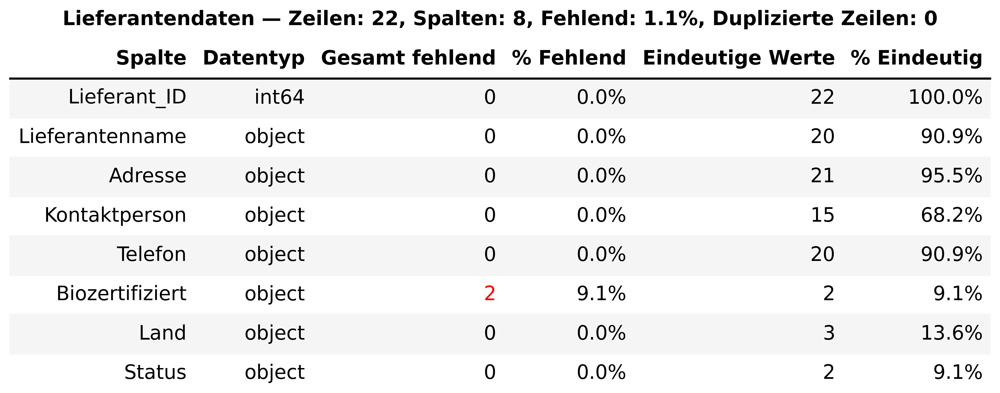 Lieferantendaten — Zeilen: 22, Spalten: 8, Fehlend: 1.1%, Duplizierte Zeilen: 0
Spalte Datentyp Gesamt fehlend % Fehlend Eindeutige Werte % Eindeutig
Lieferant_ID int64 0 0.0% 22 100.0%
Lieferantenname object 0 0.0% 20 90.9%
Adresse object 0 0.0% 21 95.5%
Kontaktperson object 0 0.0% 15 68.2%
Telefon object 0 0.0% 20 90.9%
Biozertifiziert object 2 9.1% 2 9.1%
Land object 0 0.0% 3 13.6%
Status object 0 0.0% 2 9.1%